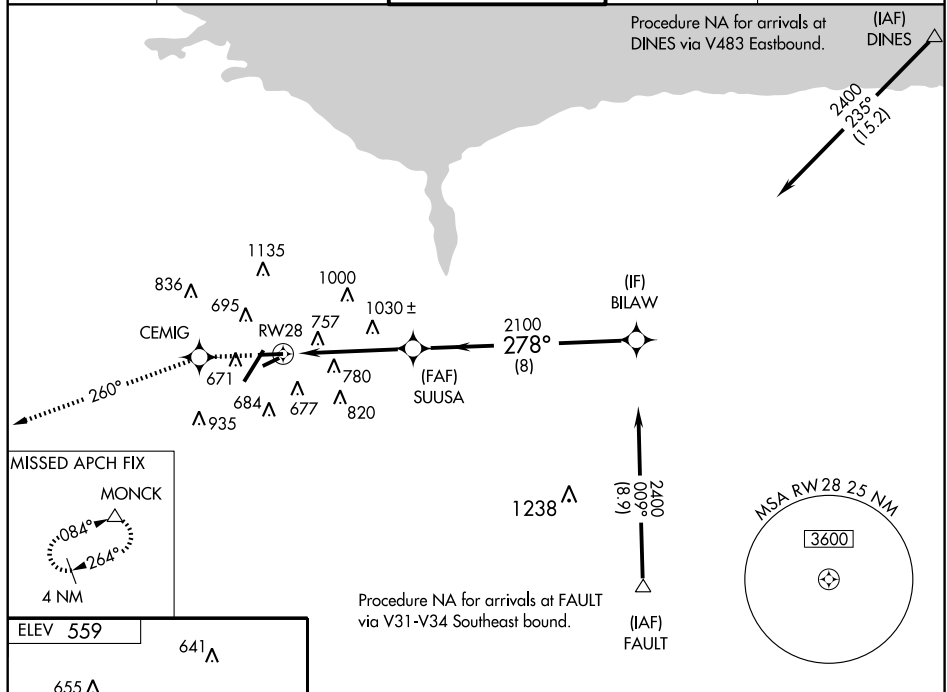 Procedure NA for arrivals at
DINES via V483 Eastbound.
(IAF)
DINES
2400
235°
(15.2)
1135
836
1000
695
1030 ±
757
CEMIG
RW28
(IF)
BILAW
2100
278°
(8)
(FAF)
SUUSA
671
780
260°
684
677
820
935
MISSED APCH FIX
MONCK
084°
264°
4 NM
1238
2400
009°
(8.9)
MSA RW 28 25 NM
3600
Procedure NA for arrivals at FAULT
via V31-V34 Southeast bound.
(IAF)
FAULT
ELEV 559
641
655